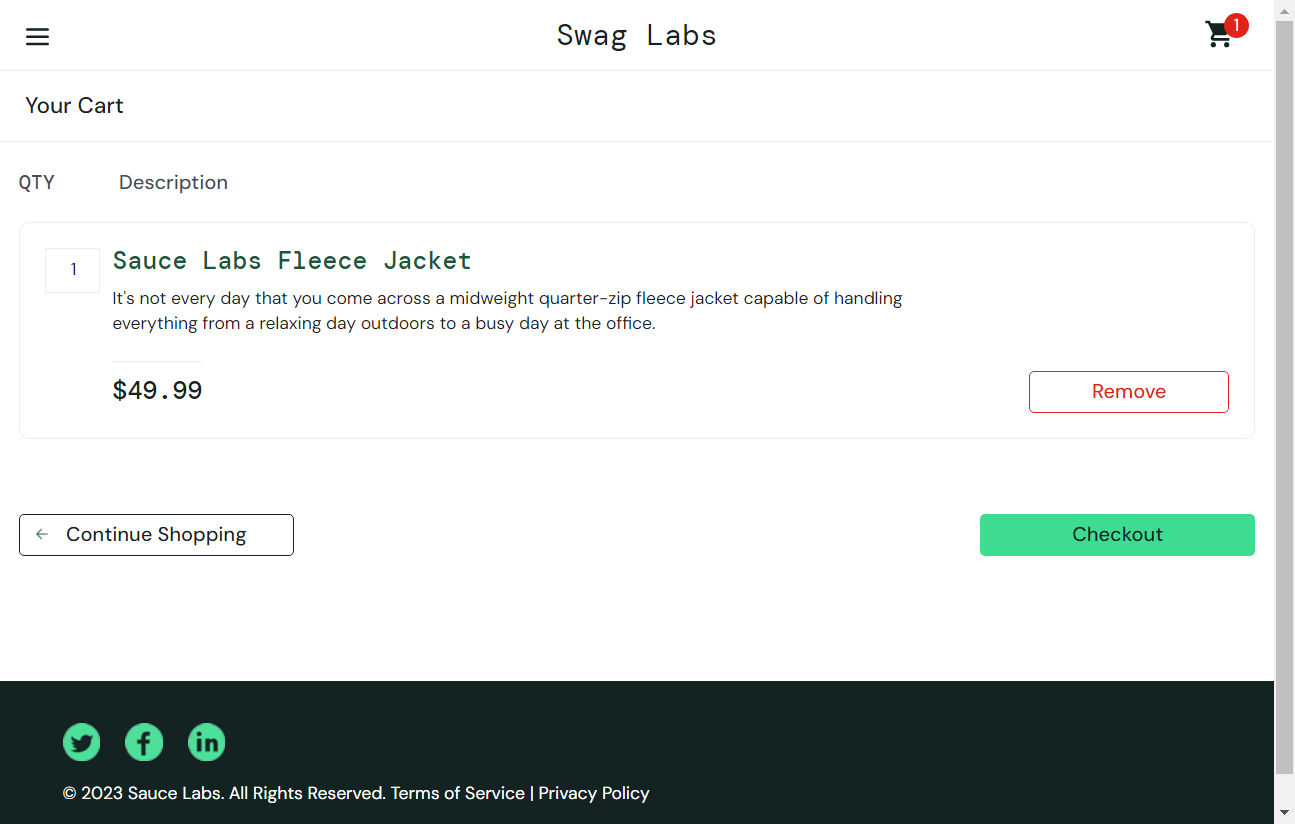 Swag Labs
1
Your Cart
QTY
Description
1
Sauce Labs Fleece Jacket
It's not every day that you come across a midweight quarter-zip fleece jacket capable of handling
everything from a relaxing day outdoors to a busy day at the office.
$49.99
Remove
Continue Shopping
Checkout
© 2023 Sauce Labs. All Rights Reserved. Terms of Service | Privacy Policy